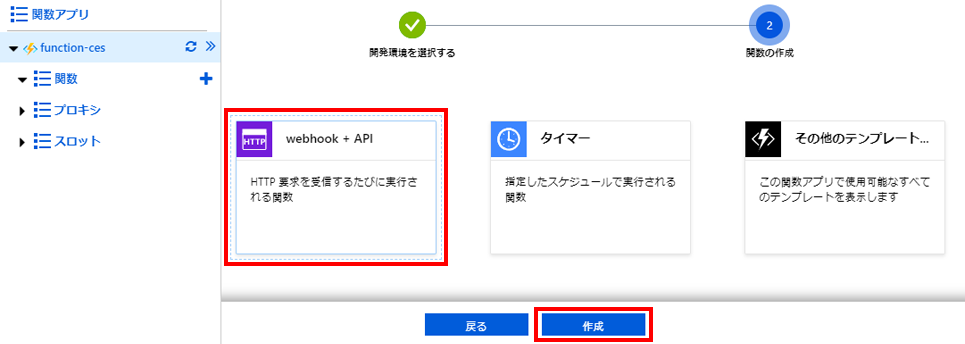 関数アプリ
function-ces
関数
プロキシ
スロット
2
開発環境を選択する
関数の作成
HTTP
webhook + API
HTTP 要求を受信するたびに実行さ
れる関数
タイマー
指定したスケジュールで実行される
関数
その他のテンプレート...
この関数アプリで使用可能なすべて
のテンプレートを表示します
戻る
作成